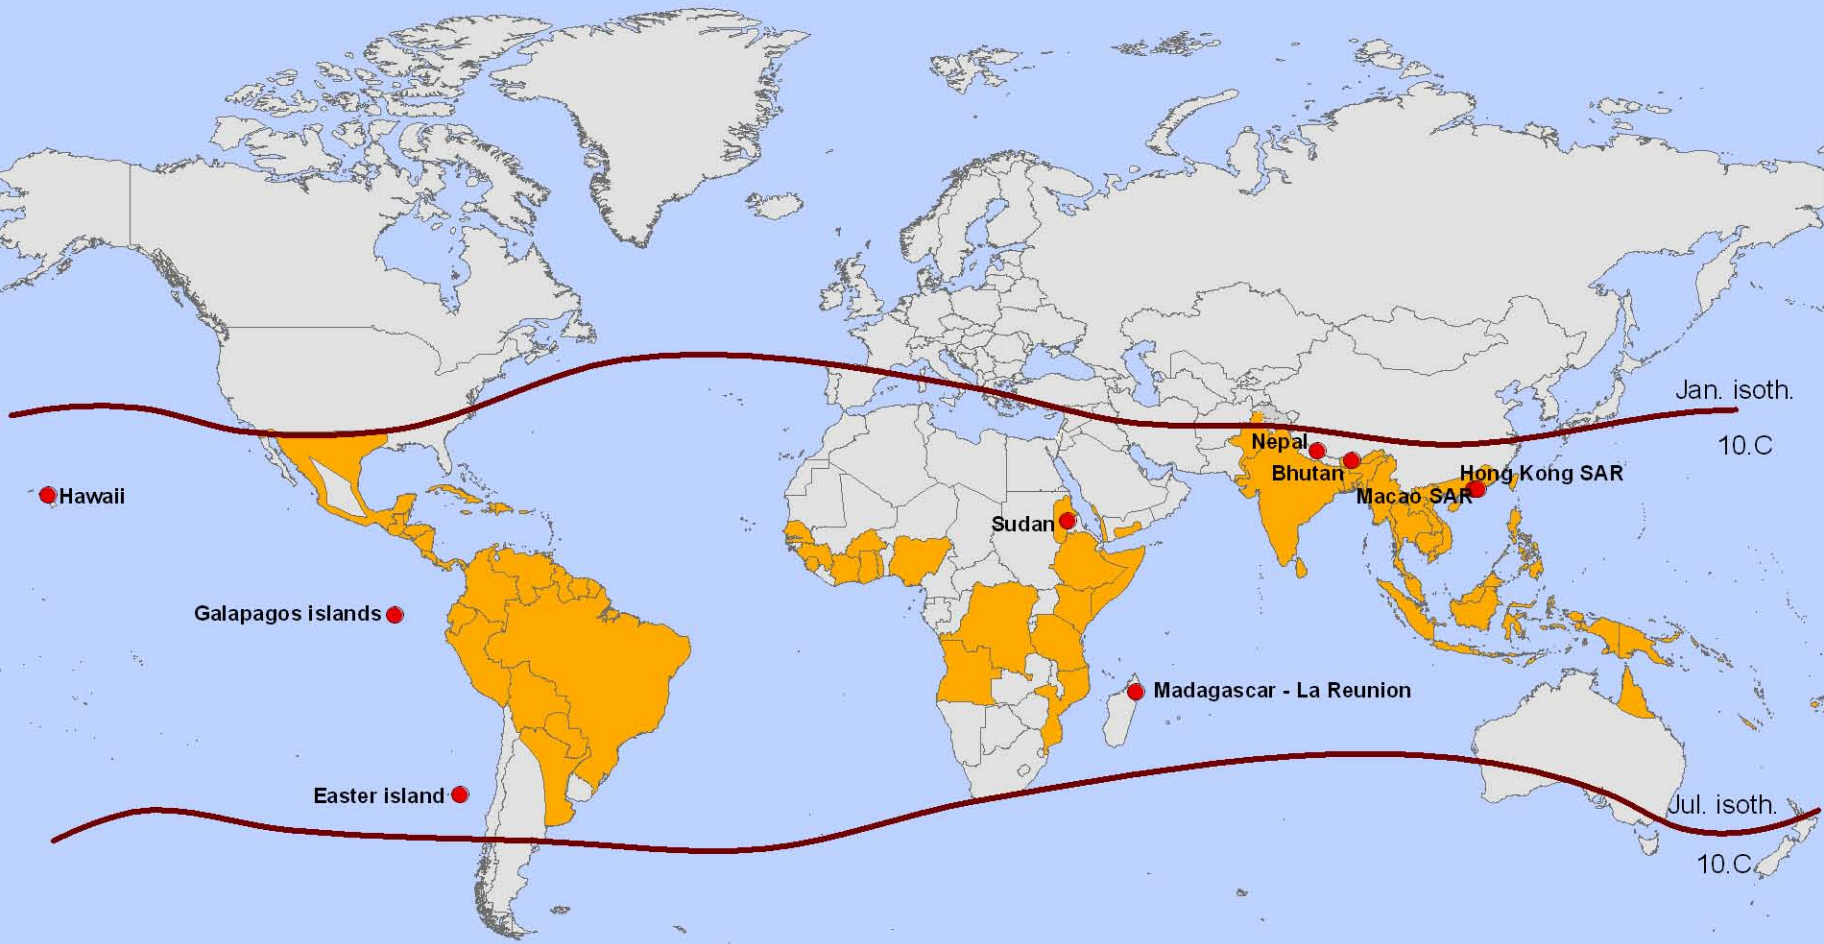 Jan. isoth.
10.C
Nepal
Bhutan
Hong Kong SAR
Macao SAR
Hawaii
Sudan
Galapagos islands
Madagascar - La Reunion
Easter island
Jul. isoth.
10.C